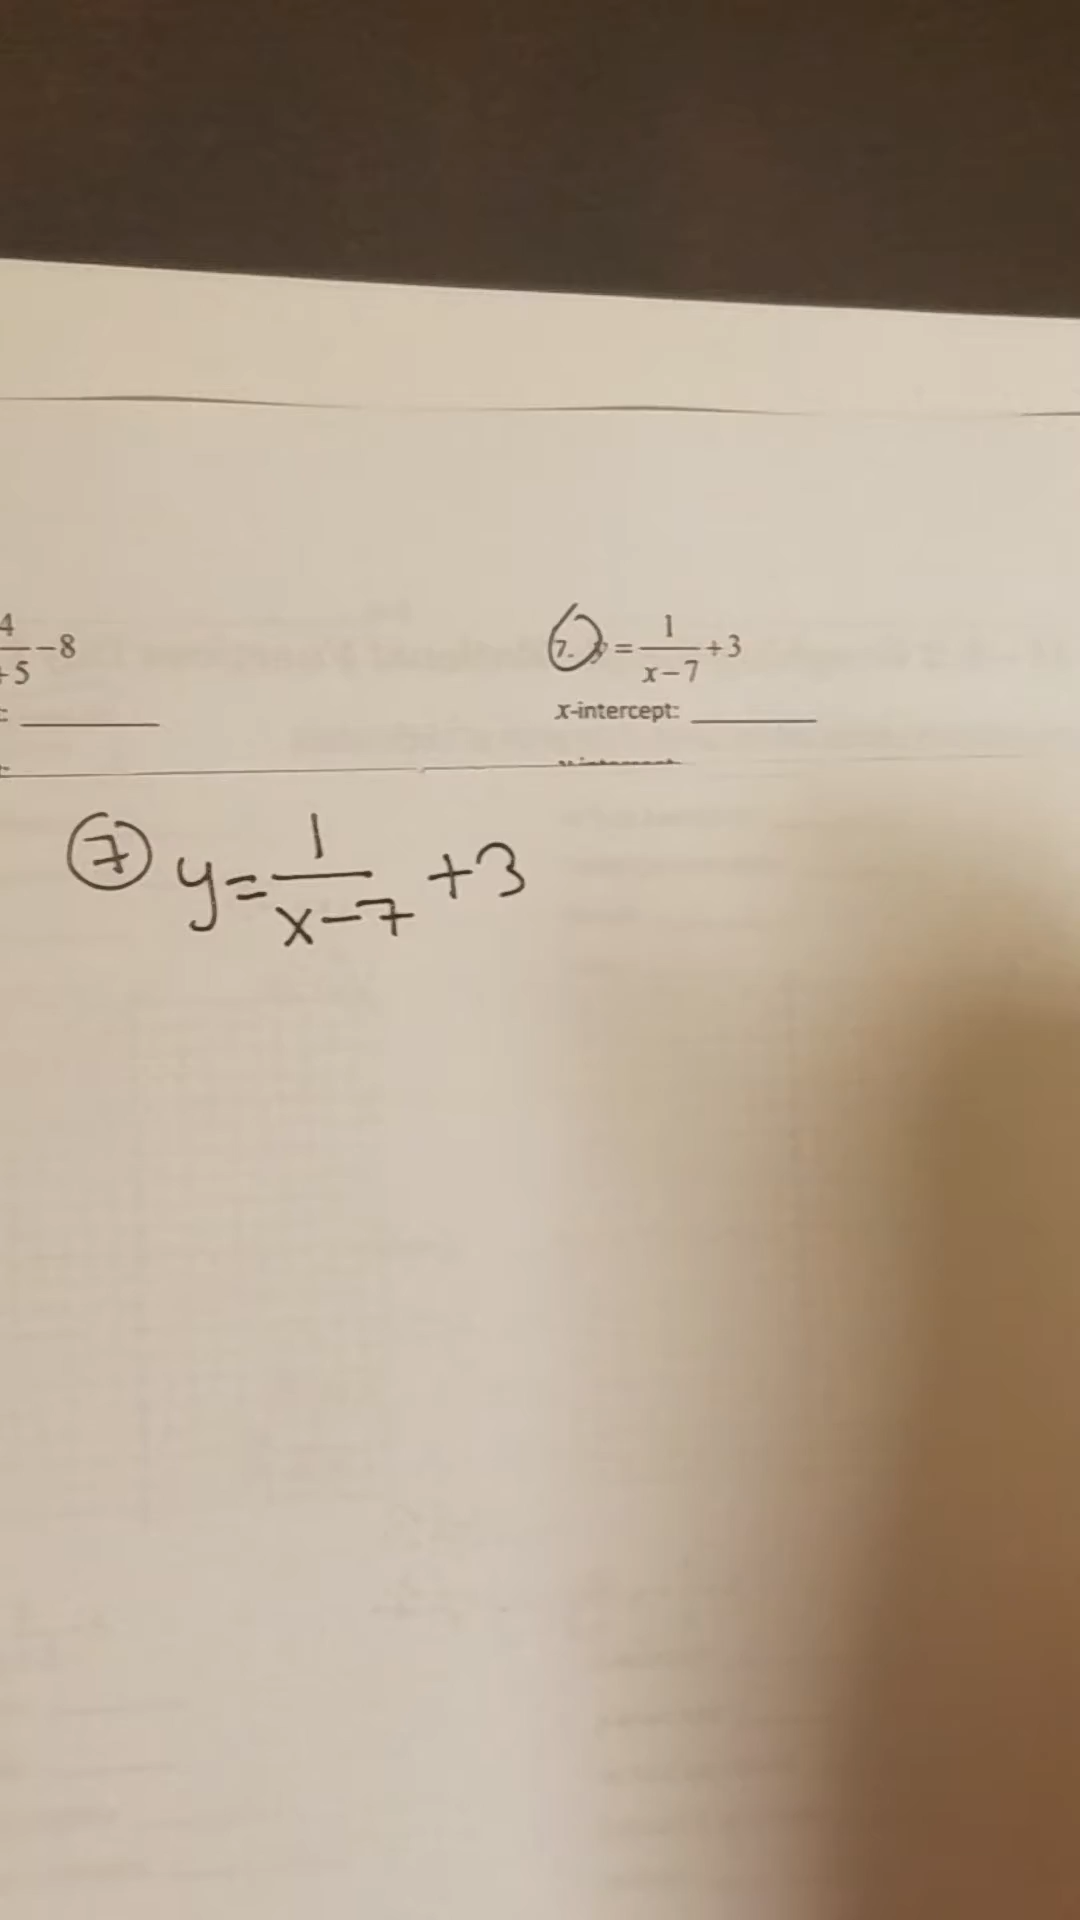 4/+5 −8
7. y = 1/(x−7) +3
x-intercept:
7 y = 1/(x−7) +3